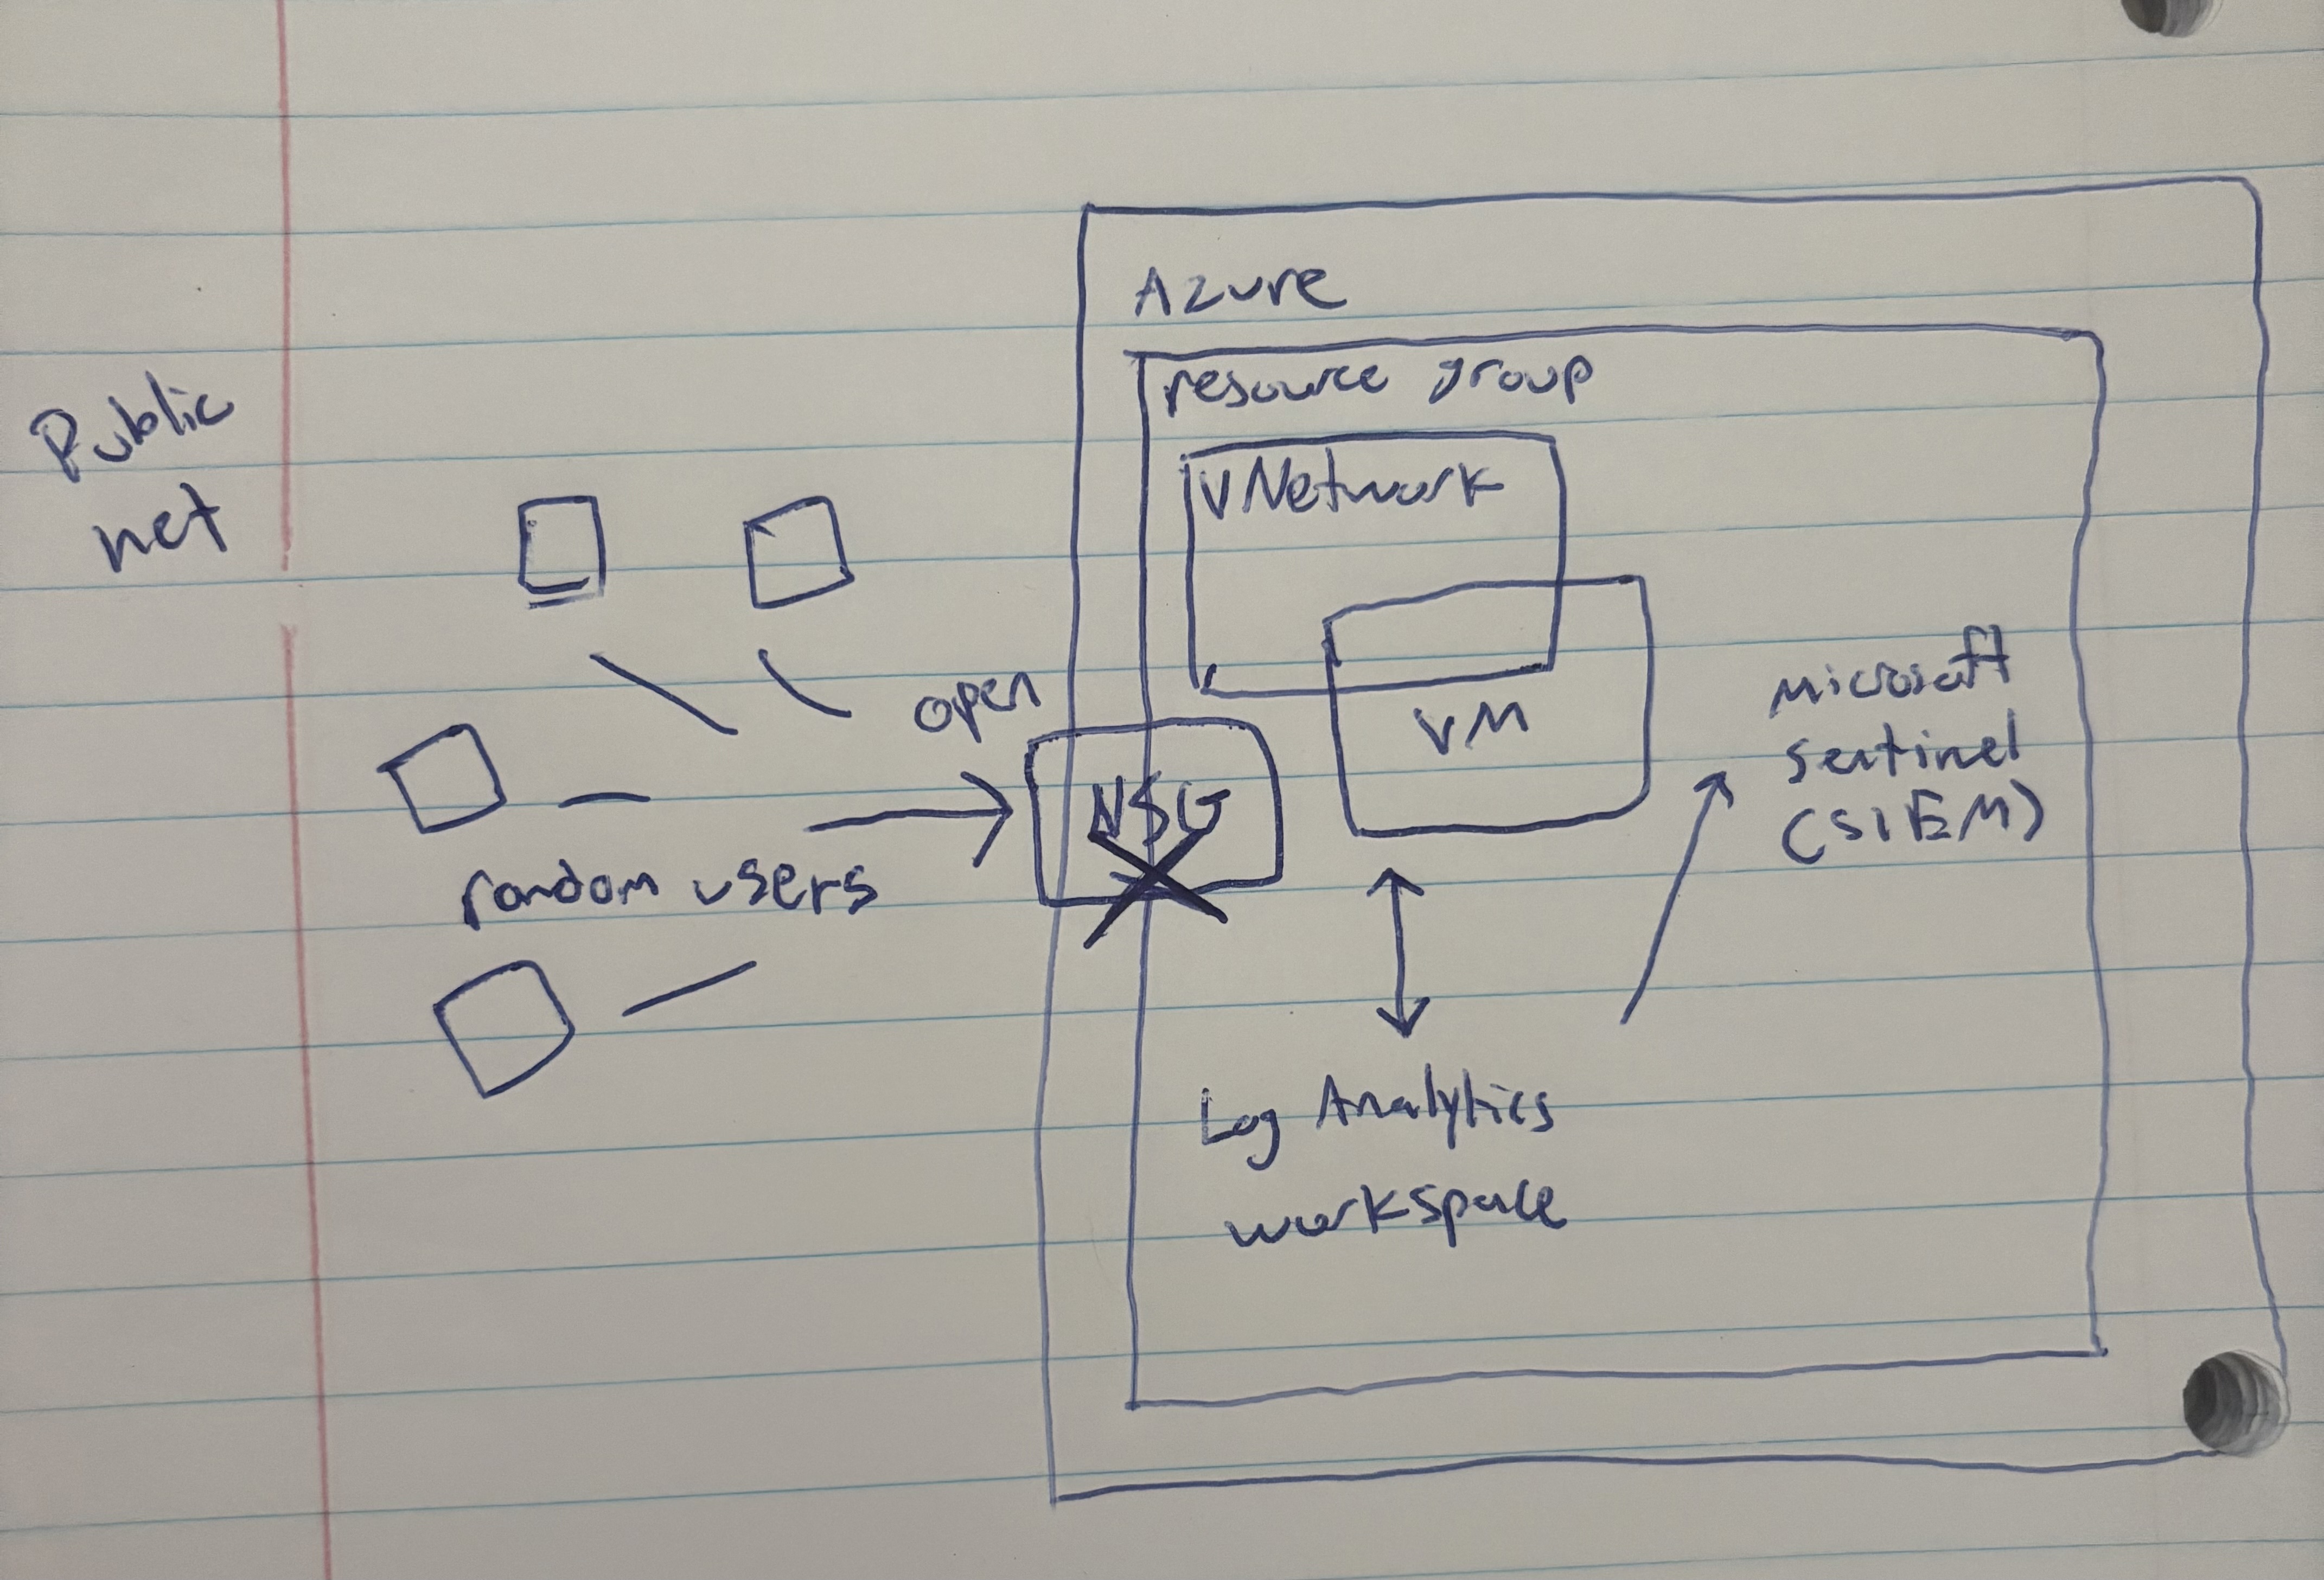 Azure
resource group
Public
net
VNetwork
open
VM
NSG
random users
Microsoft
Sentinel
(SIEM)
Log Analytics
workspace